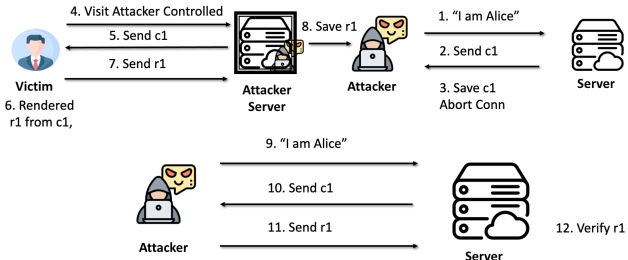 4. Visit Attacker Controlled
5. Send c1
7. Send r1
Victim
6. Rendered
r1 from c1,
Attacker
Server
8. Save r1
Attacker
1. “I am Alice”
2. Send c1
3. Save c1
Abort Conn
Server
9. “I am Alice”
10. Send c1
11. Send r1
Attacker
12. Verify r1
Server